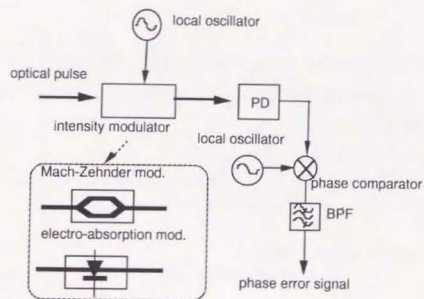 local oscillator
optical pulse
PD
intensity modulator
local oscillator
Mach-Zehnder mod.
phase comparator
BPF
electro-absorption mod.
phase error signal